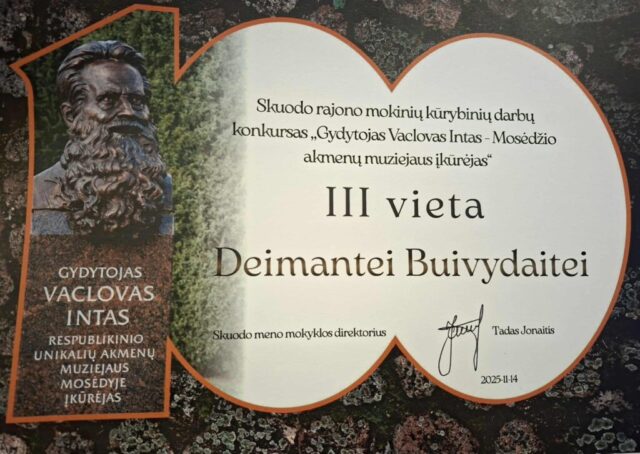 Skuodo rajono mokinių kūrybinių darbų
konkursas „Gydytojas Vaclovas Intas - Mosėdžio
akmenų muziejaus įkūrėjas“
III vieta
Deimantei Buivydaitei
Skuodo meno mokyklos direktorius
Tadas Jonaitis
2025-11-14
GYDYTOJAS
VACLOVAS
INTAS
RESPUBLIKINIO
UNIKALIŲ AKMENŲ
MUZIEJAUS
MOSĖDYJE
ĮKŪRĖJAS